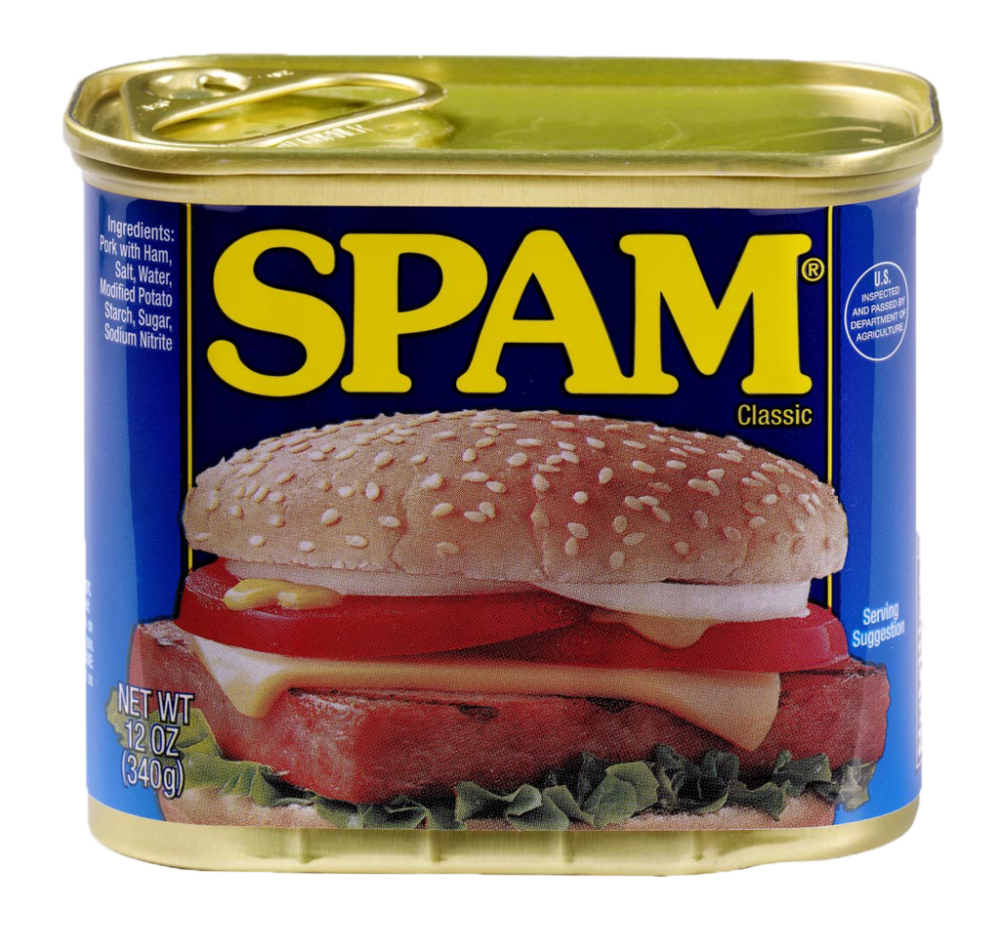 Ingredients:
Pork with Ham,
Salt, Water,
Modified Potato
Starch, Sugar,
Sodium Nitrite
SPAM®
Classic
U.S.
INSPECTED
AND PASSED BY
DEPARTMENT OF
AGRICULTURE
Serving
Suggestion
NET WT
12 OZ
(340g)